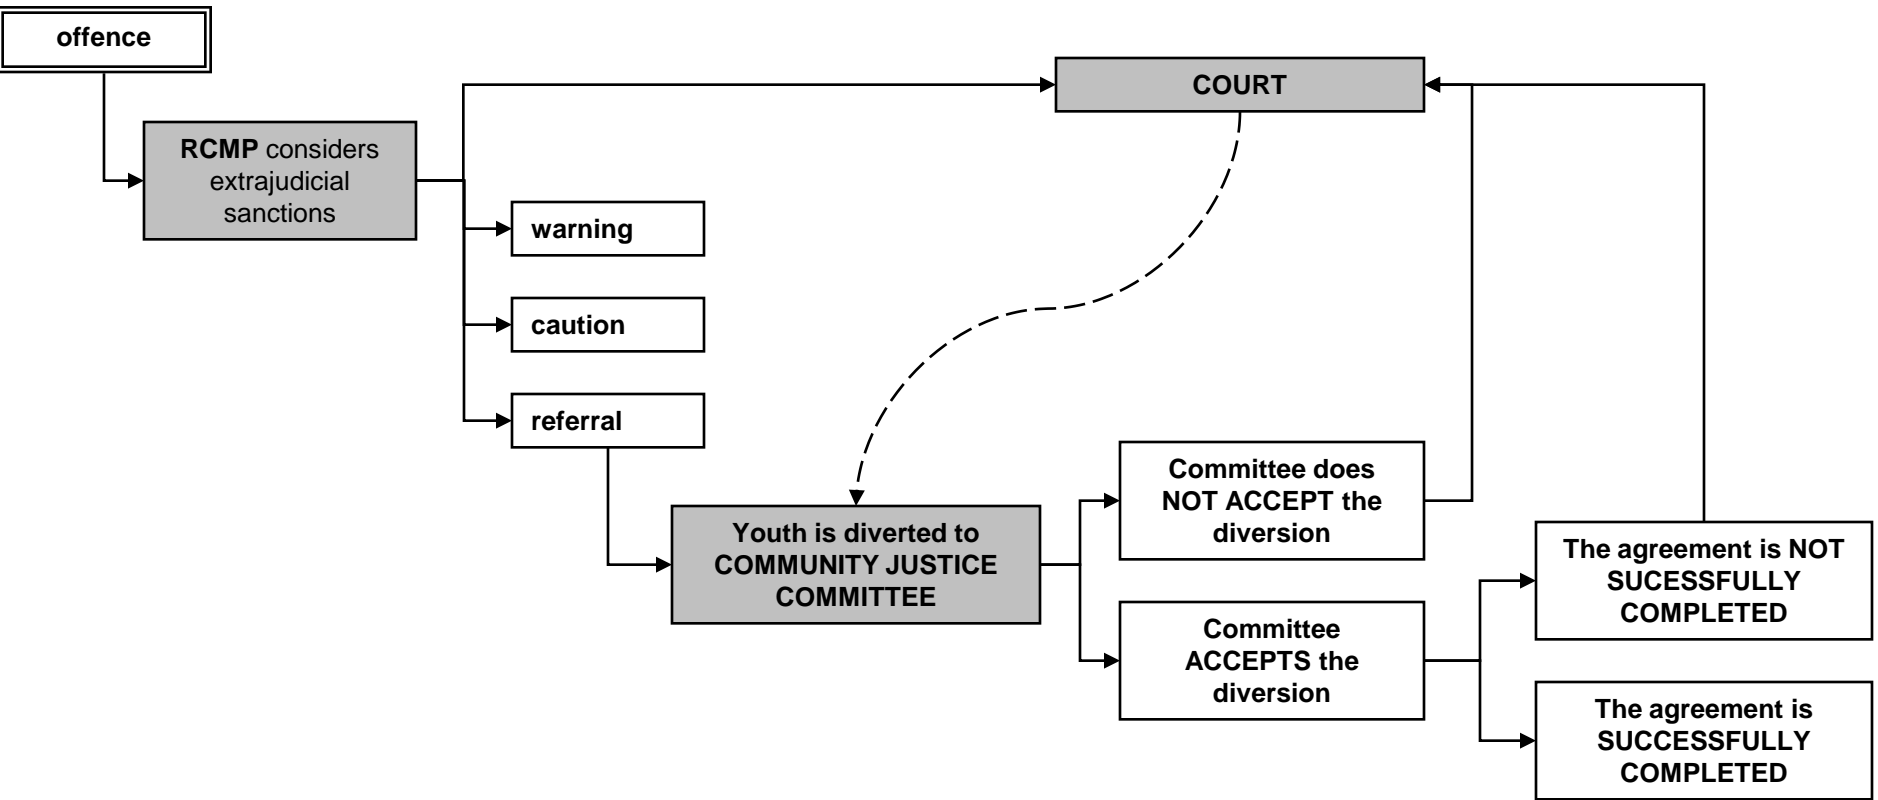 offence
COURT
RCMP considers
extrajudicial
sanctions
warning
caution
referral
Youth is diverted to
COMMUNITY JUSTICE
COMMITTEE
Committee does
NOT ACCEPT the
diversion
Committee
ACCEPTS the
diversion
The agreement is NOT
SUCESSFULLY
COMPLETED
The agreement is
SUCCESSFULLY
COMPLETED